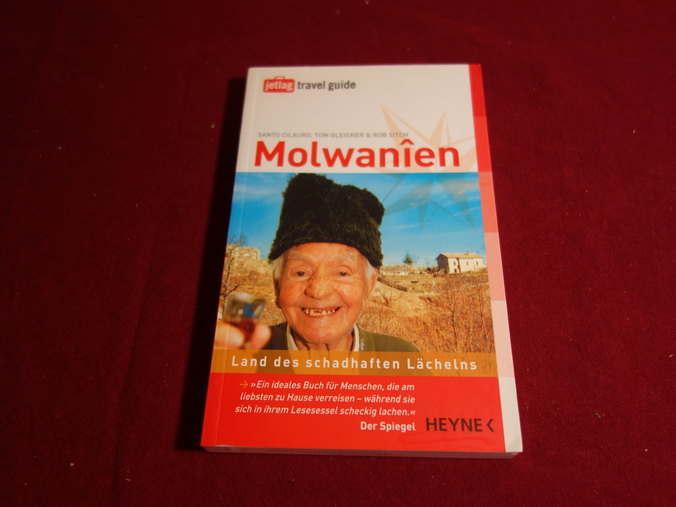 jetlag travel guide
SANTO CILAURO, TOM GLEISNER & ROB SITCH
Molwanîen
Land des schadhaften Lächelns
→ »Ein ideales Buch für Menschen, die am
liebsten zu Hause verreisen – während sie
sich in ihrem Lesesessel scheckig lachen.«
Der Spiegel
HEYNE <